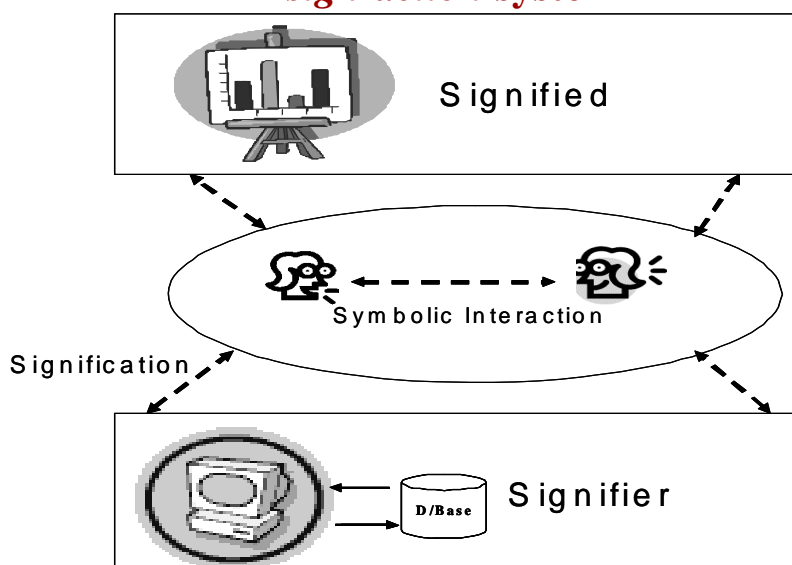 Signified
Symbolic Interaction
Signification
D/Base
Signifier